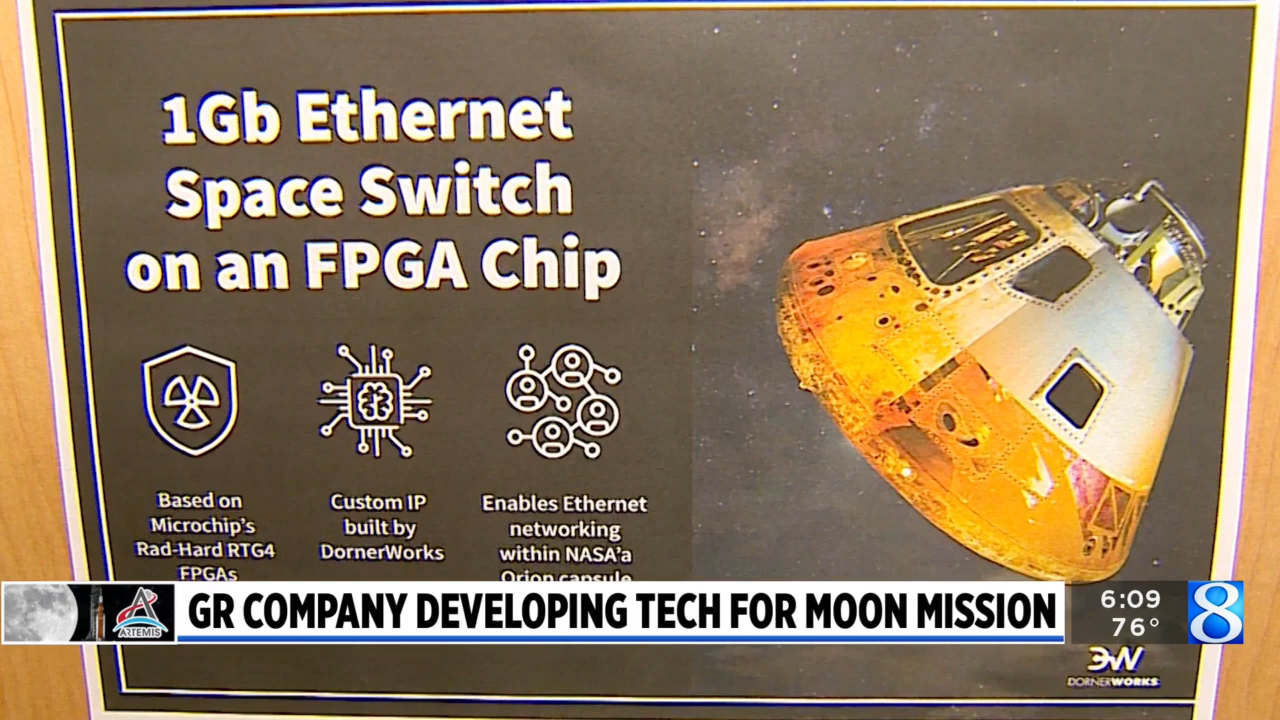 1Gb Ethernet
Space Switch
on an FPGA Chip
Based on
Microchip's
Rad-Hard RTG4
FPGAs
Custom IP
built by
DornerWorks
Enables Ethernet
networking
within NASA'a
Orion capsule
ARTEMIS
GR COMPANY DEVELOPING TECH FOR MOON MISSION
6:09
76°
8
DW
DORNERWORKS